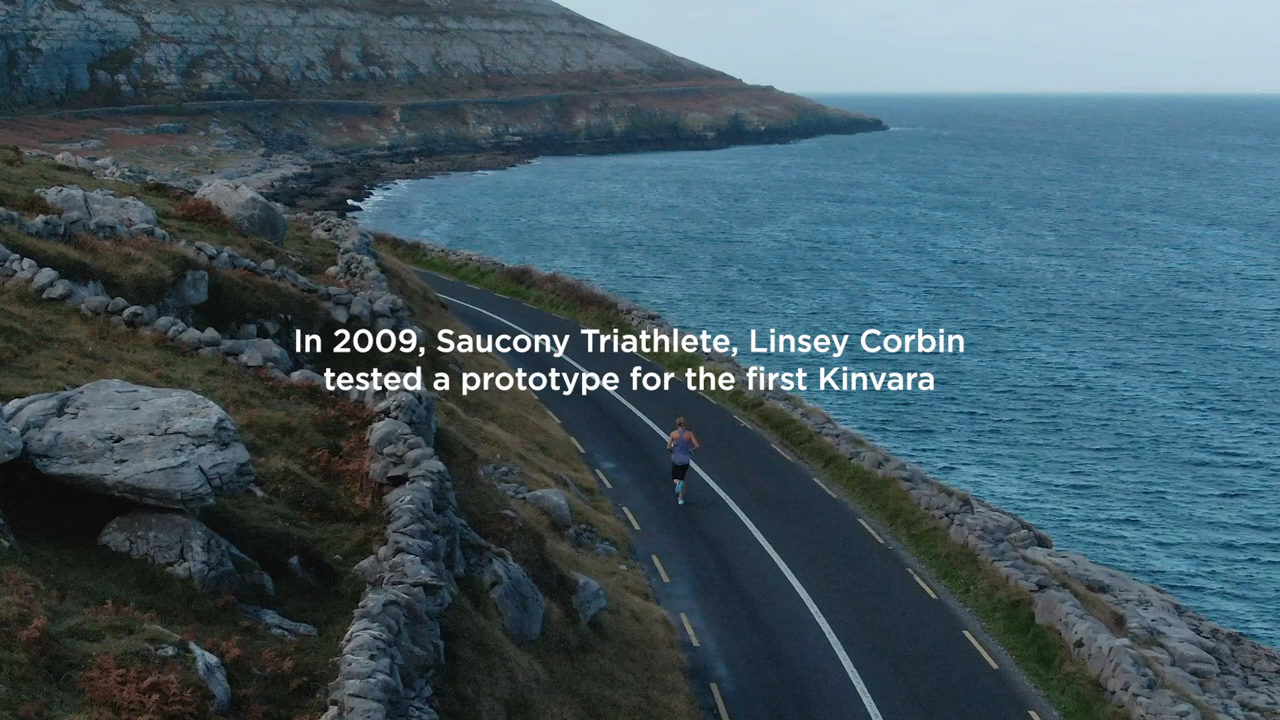 In 2009, Saucony Triathlete, Linsey Corbin
tested a prototype for the first Kinvara